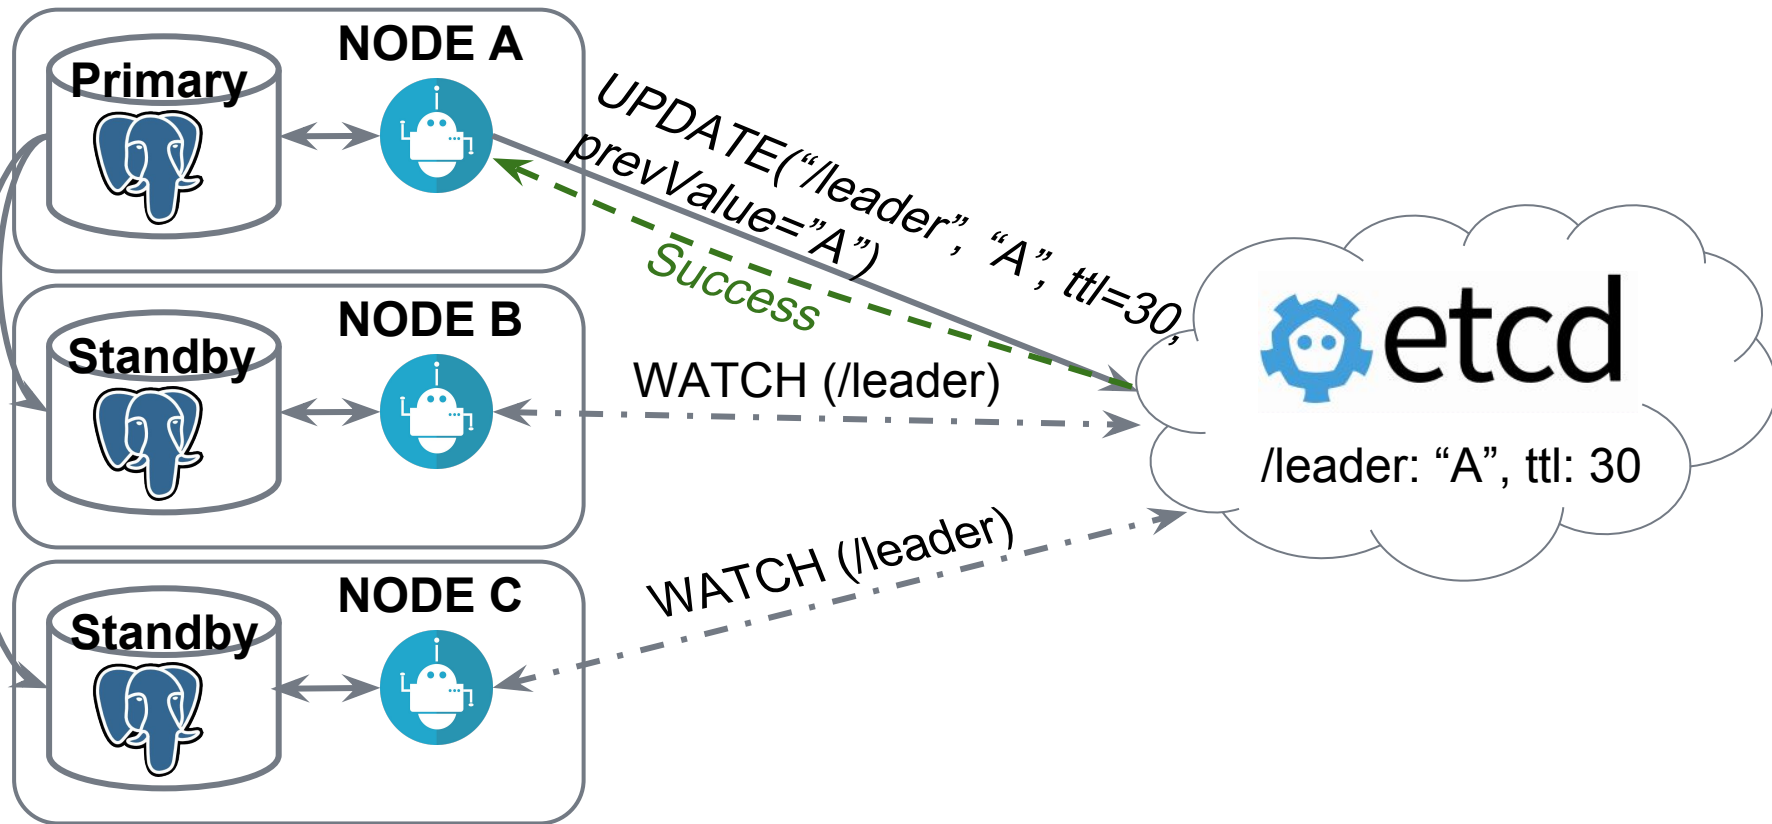 NODE A
Primary
UPDATE(“/leader”, “A”, ttl=30,
prevValue=”A”)
Success
NODE B
Standby
WATCH (/leader)
etcd
/leader: “A”, ttl: 30
NODE C
Standby
WATCH (/leader)